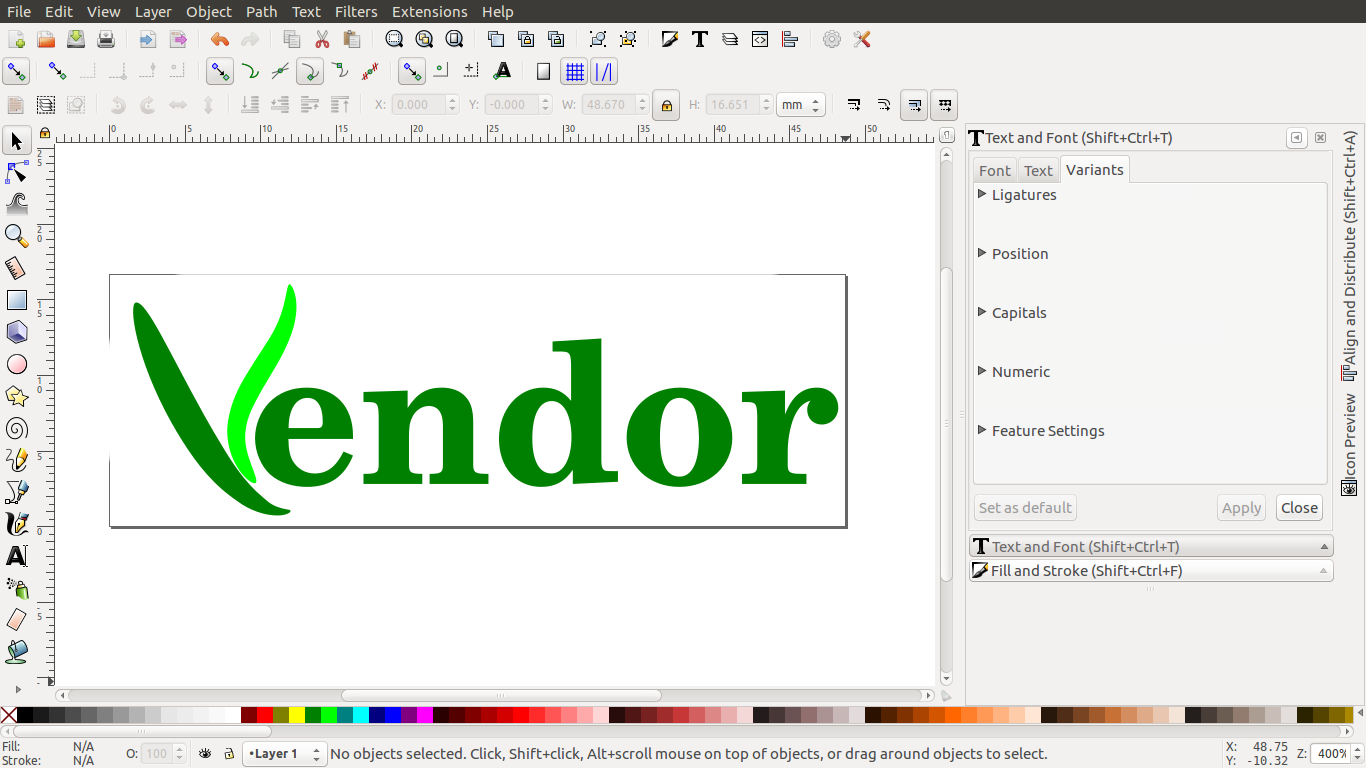 File Edit View Layer Object Path Text Filters Extensions Help
X: 0.000 Y: -0.000 W: 48.670 H: 16.651 mm
0 5 10 15 20 25 30 35 40 45 50
Text and Font (Shift+Ctrl+T)
Font Text Variants
Ligatures
Position
Capitals
Numeric
Feature Settings
Set as default Apply Close
Text and Font (Shift+Ctrl+T)
Fill and Stroke (Shift+Ctrl+F)
Align and Distribute (Shift+Ctrl+A)
Icon Preview
Vendor
Fill: N/A
Stroke: N/A
O: 100
•Layer 1
No objects selected. Click, Shift+click, Alt+scroll mouse on top of objects, or drag around objects to select.
X: 48.75
Y: -10.32
Z: 400%